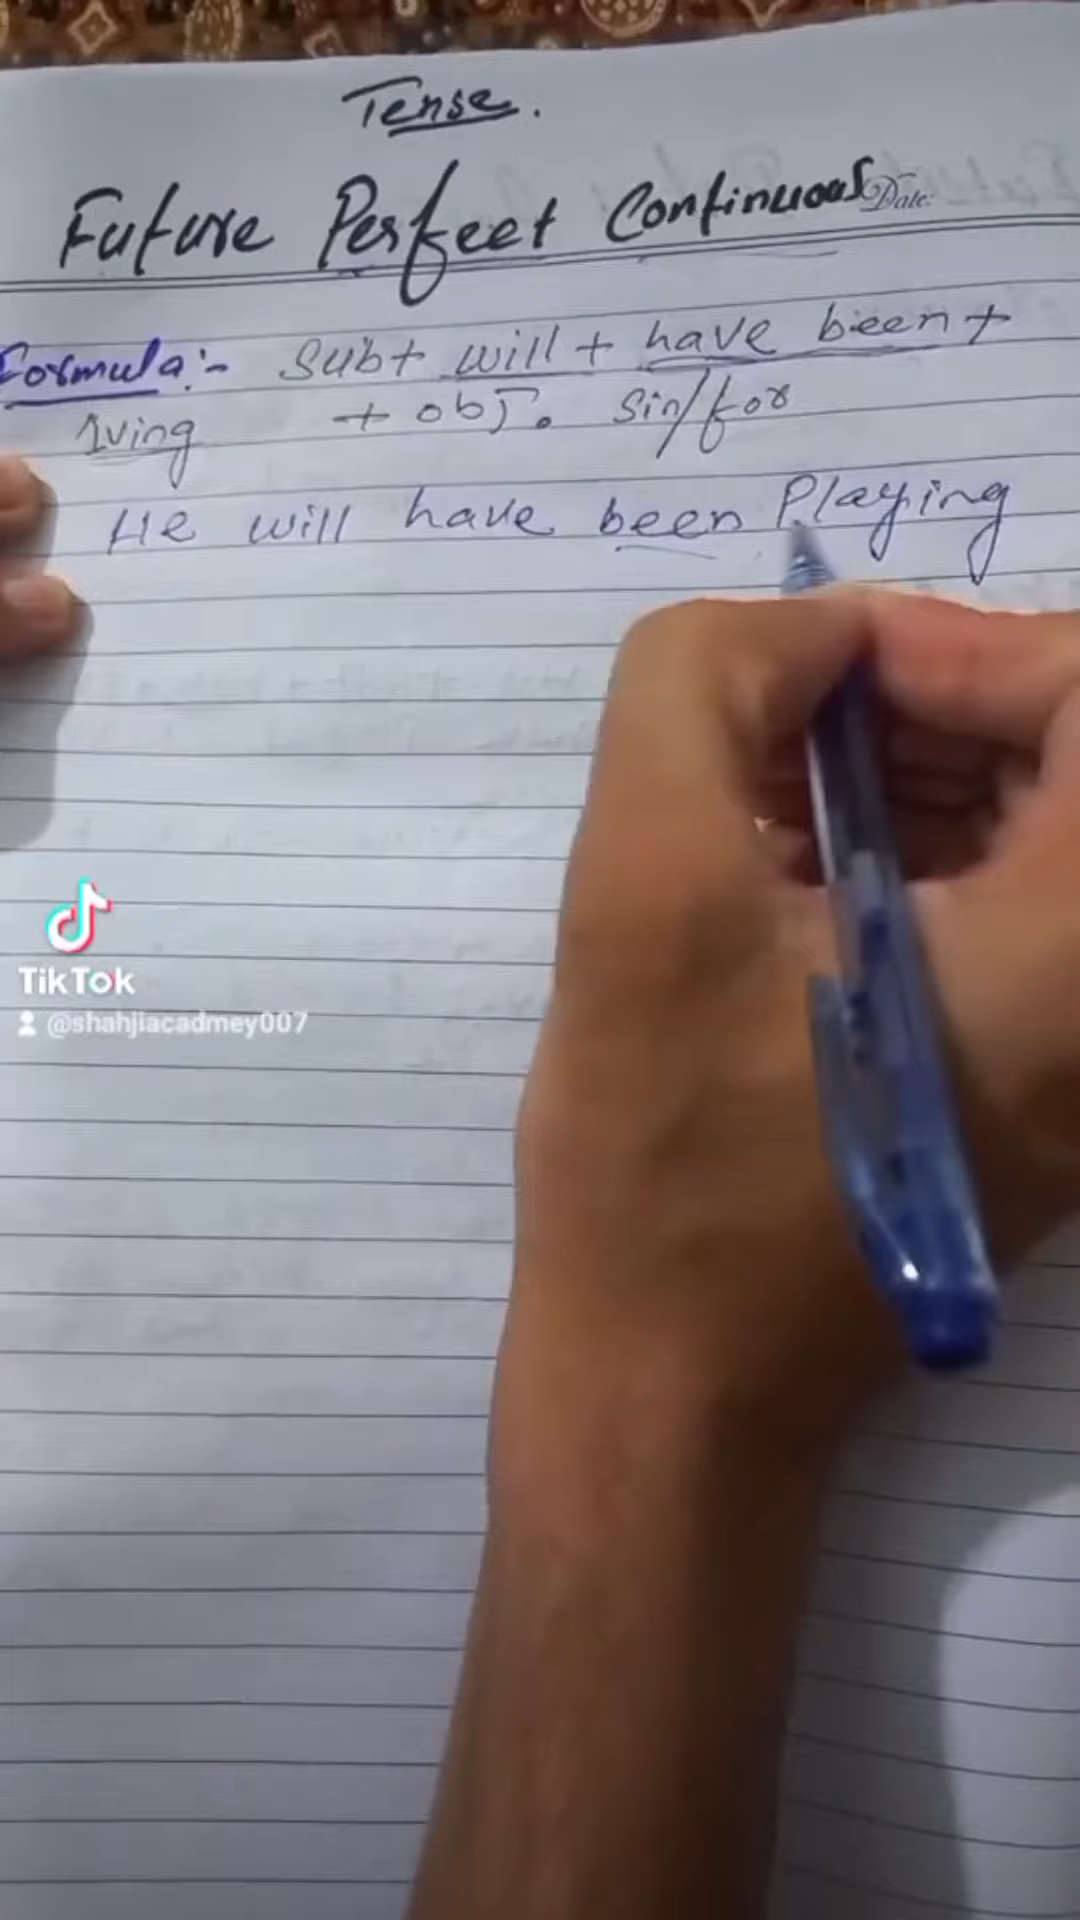 Tense.
Future Perfect Continuous Date:
Formula:- Sub+ will + have been +
1ving + obj. Sin/for
He will have been Playing
TikTok
@shahjiacadmey007